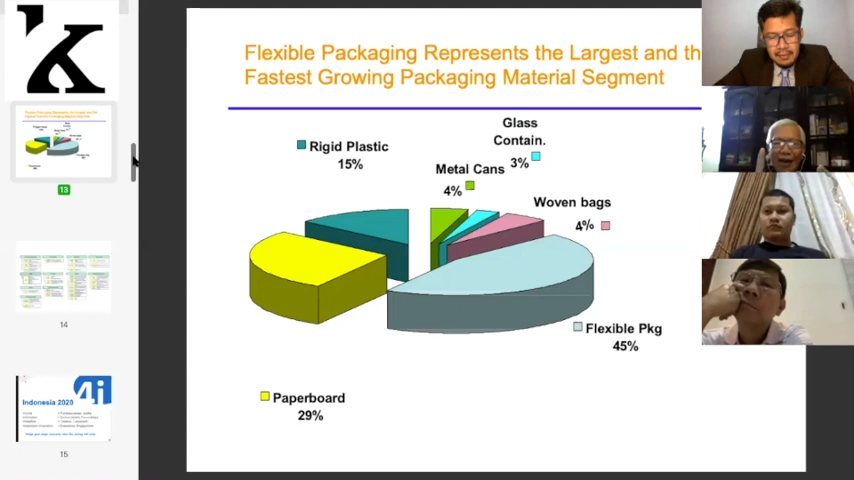 Flexible Packaging Represents the Largest and th
Fastest Growing Packaging Material Segment
Glass
Contain.
3%
Rigid Plastic
15%
Metal Cans
4%
Woven bags
4%
Flexible Pkg
45%
Paperboard
29%
k
13
14
Indonesia 2020
4i
15